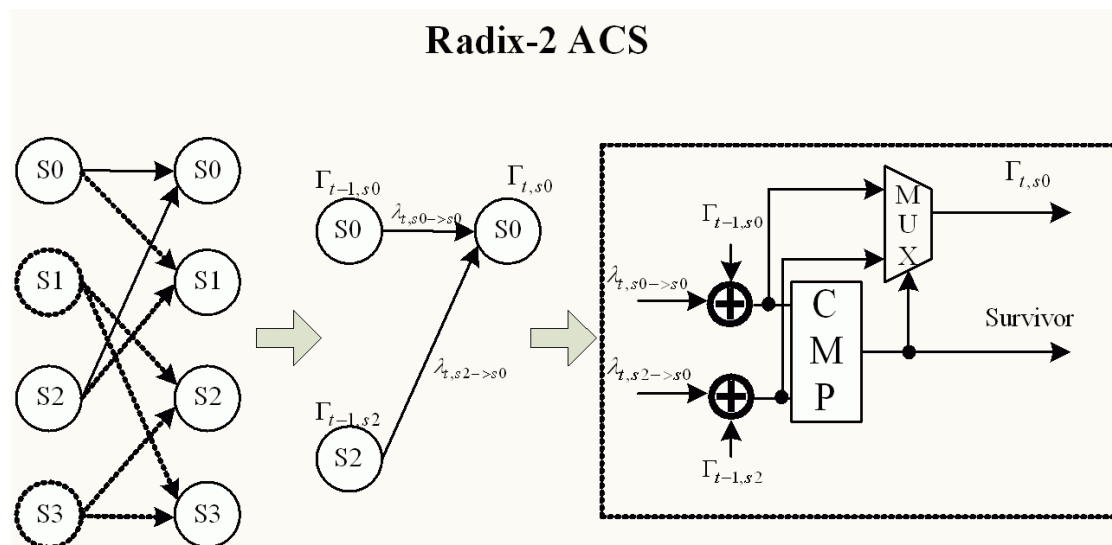 Radix-2 ACS
S0
S1
S2
S3
S0
S1
S2
S3
Γt−1,s0
S0
λt,s0->s0
Γt,s0
S0
λt,s2->s0
Γt−1,s2
S2
Γt−1,s0
λt,s0->s0
λt,s2->s0
Γt−1,s2
CMP
MUX
Γt,s0
Survivor